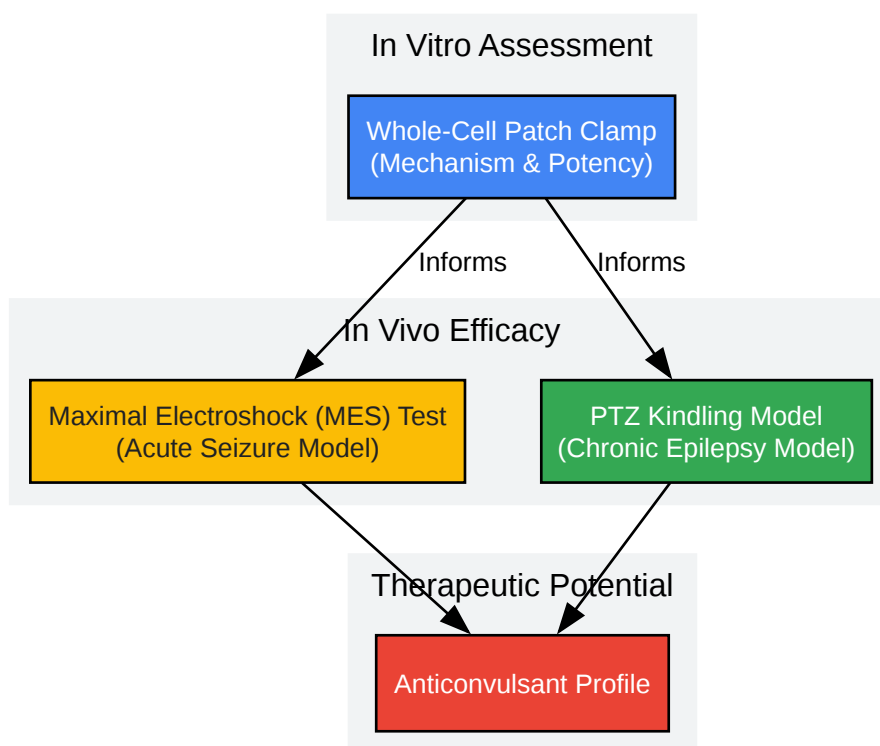 In Vitro Assessment
Whole-Cell Patch Clamp
(Mechanism & Potency)
Informs
Informs
In Vivo Efficacy
Maximal Electroshock (MES) Test
(Acute Seizure Model)
PTZ Kindling Model
(Chronic Epilepsy Model)
Therapeutic Potential
Anticonvulsant Profile